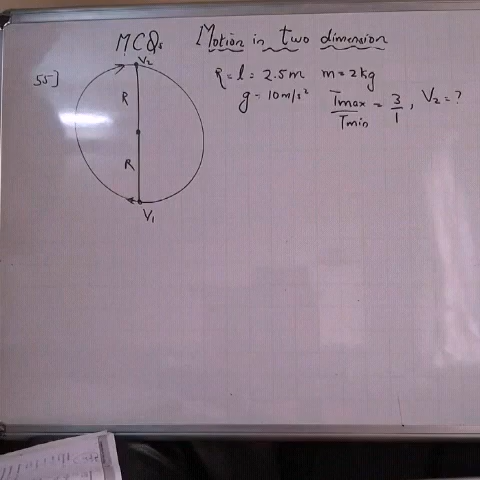 MCQs Motion in two dimension
55]
V2
R = l = 2.5m m = 2kg
g = 10m/s²
Tmax/Tmin = 3/1, V2 = ?
R
R
V1